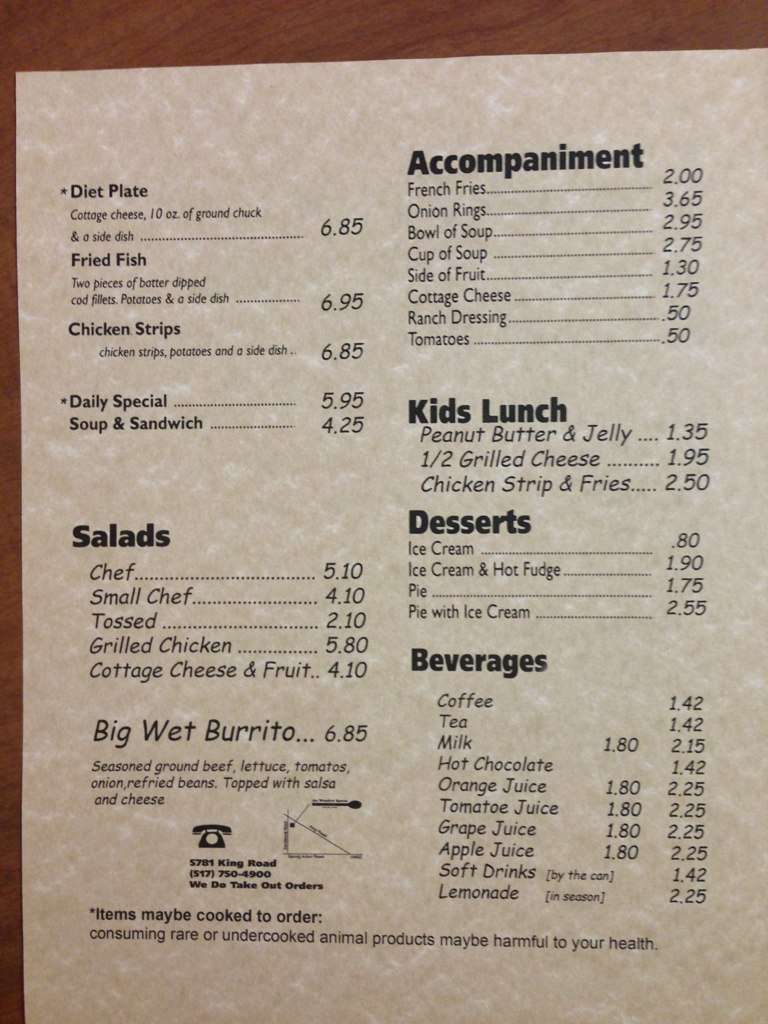 *Diet Plate
Cottage cheese, 10 oz. of ground chuck
& a side dish ........ 6.85
Fried Fish
Two pieces of batter dipped
cod fillets. Potatoes & a side dish ........ 6.95
Chicken Strips
chicken strips, potatoes and a side dish .. 6.85
*Daily Special ........ 5.95
Soup & Sandwich ........ 4.25
Salads
Chef........ 5.10
Small Chef........ 4.10
Tossed ........ 2.10
Grilled Chicken ........ 5.80
Cottage Cheese & Fruit.. 4.10
Big Wet Burrito... 6.85
Seasoned ground beef, lettuce, tomatos,
onion,refried beans. Topped with salsa
and cheese
5781 King Road
(517) 750-4900
We Do Take Out Orders
Accompaniment
French Fries........ 2.00
Onion Rings........ 3.65
Bowl of Soup........ 2.95
Cup of Soup ........ 2.75
Side of Fruit........ 1.30
Cottage Cheese ........ 1.75
Ranch Dressing........ .50
Tomatoes ........ .50
Kids Lunch
Peanut Butter & Jelly .... 1.35
1/2 Grilled Cheese .......... 1.95
Chicken Strip & Fries..... 2.50
Desserts
Ice Cream ........ .80
Ice Cream & Hot Fudge ........ 1.90
Pie ........ 1.75
Pie with Ice Cream ........ 2.55
Beverages
Coffee 1.42
Tea 1.42
Milk 1.80 2.15
Hot Chocolate 1.42
Orange Juice 1.80 2.25
Tomatoe Juice 1.80 2.25
Grape Juice 1.80 2.25
Apple Juice 1.80 2.25
Soft Drinks [by the can] 1.42
Lemonade [in season] 2.25
*Items maybe cooked to order:
consuming rare or undercooked animal products maybe harmful to your health.